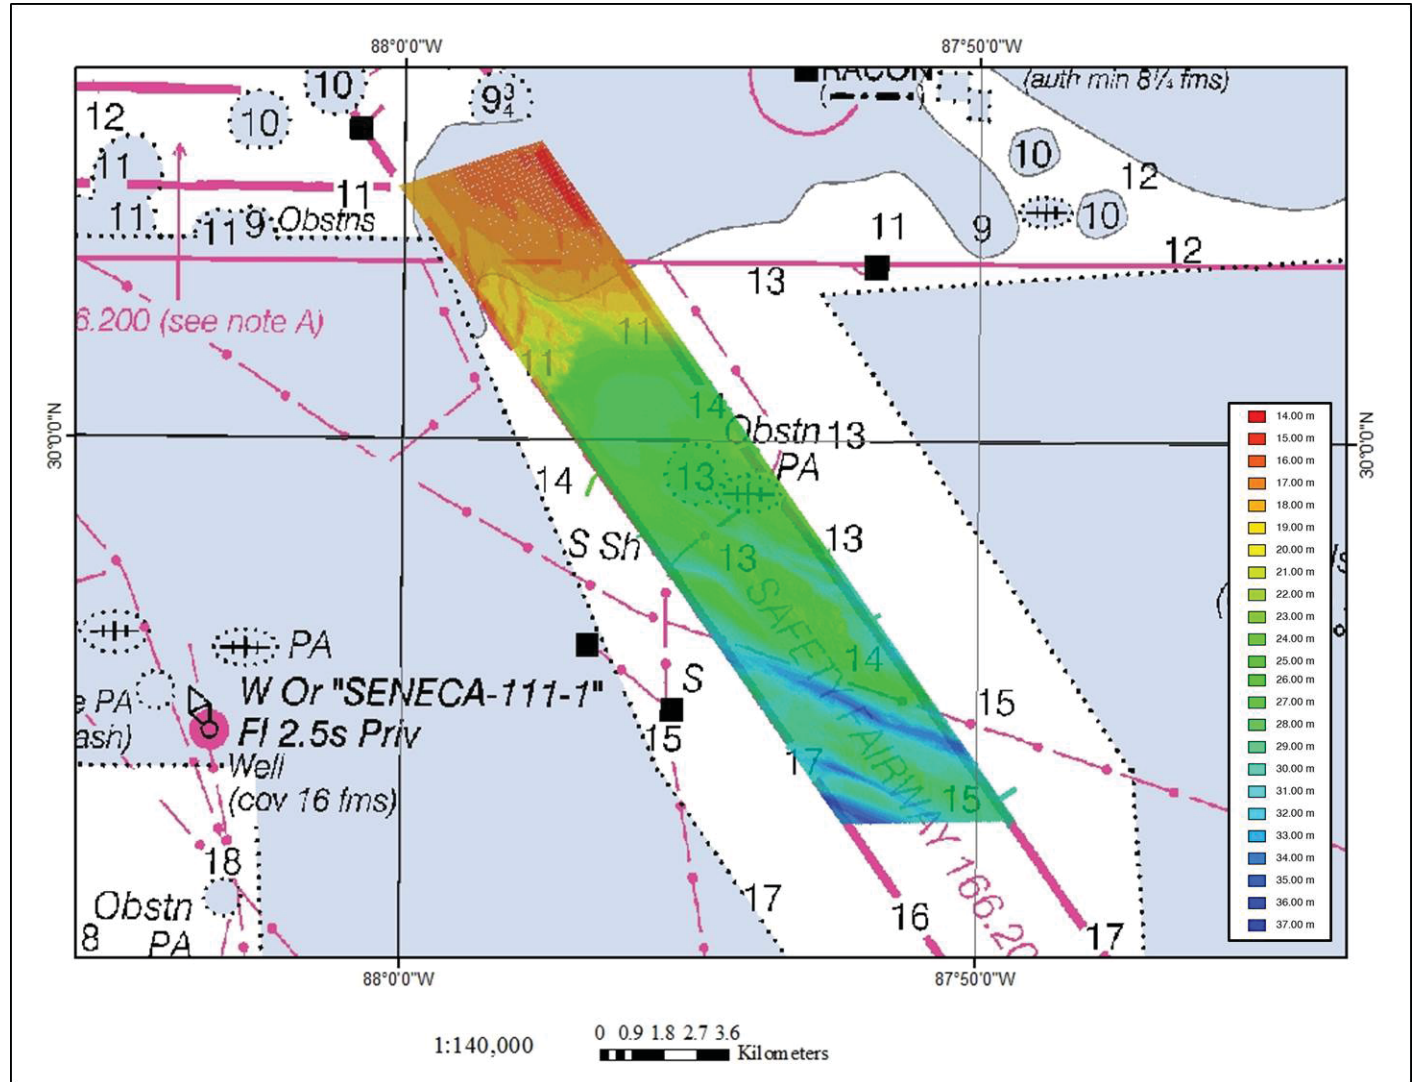 88°0'0"W
87°50'0"W
10
9 3/4
RACON
(auth min 8¼ fms)
12
10
10
11
12
11
11
11
9
Obstns
11
9
10
12
13
6.200 (see note A)
11
11
14
30°0'0"N
Obstn
13
30°0'0"N
PA
13
14
S Sh
13
13
SAFETY FAIRWAY 166.20
PA
14
W Or "SENECA-111-1"
S
e PA
15
Fl 2.5s Priv
ash)
15
Well
17
(cov 16 fms)
15
18
17
Obstn
16
PA
8
17
14.00 m
15.00 m
16.00 m
17.00 m
18.00 m
19.00 m
20.00 m
21.00 m
22.00 m
23.00 m
24.00 m
25.00 m
26.00 m
27.00 m
28.00 m
29.00 m
30.00 m
31.00 m
32.00 m
33.00 m
34.00 m
35.00 m
36.00 m
37.00 m
88°0'0"W
87°50'0"W
1:140,000
0 0.9 1.8 2.7 3.6
Kilometers